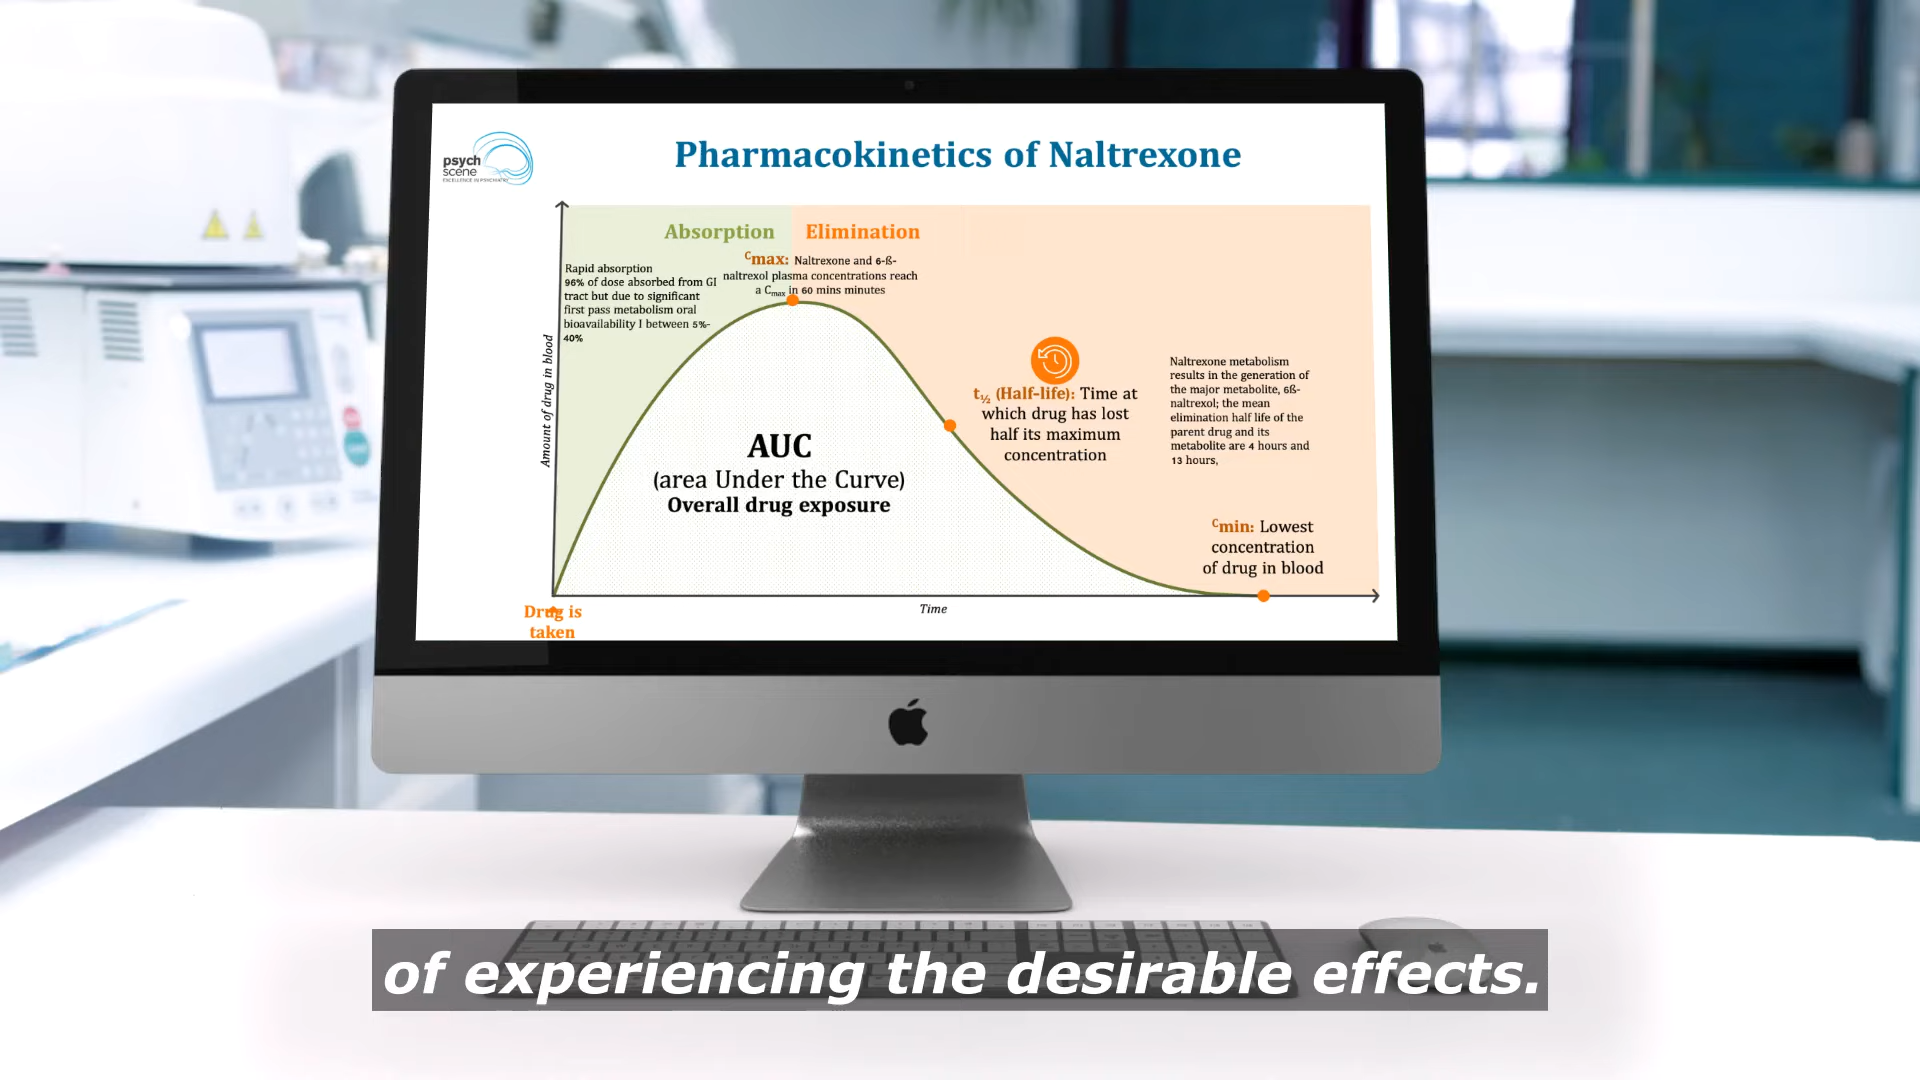 psych
scene
EXCELLENCE IN PSYCHIATRY
Pharmacokinetics of Naltrexone
Absorption
Elimination
Rapid absorption
96% of dose absorbed from GI
tract but due to significant
first pass metabolism oral
bioavailability I between 5%-
40%
Cmax: Naltrexone and 6-ß-
naltrexol plasma concentrations reach
a Cmax in 60 mins minutes
Amount of drug in blood
AUC
(area Under the Curve)
Overall drug exposure
t½ (Half-life): Time at
which drug has lost
half its maximum
concentration
Naltrexone metabolism
results in the generation of
the major metabolite, 6ß-
naltrexol; the mean
elimination half life of the
parent drug and its
metabolite are 4 hours and
13 hours,
Cmin: Lowest
concentration
of drug in blood
Drug is
taken
Time
of experiencing the desirable effects.